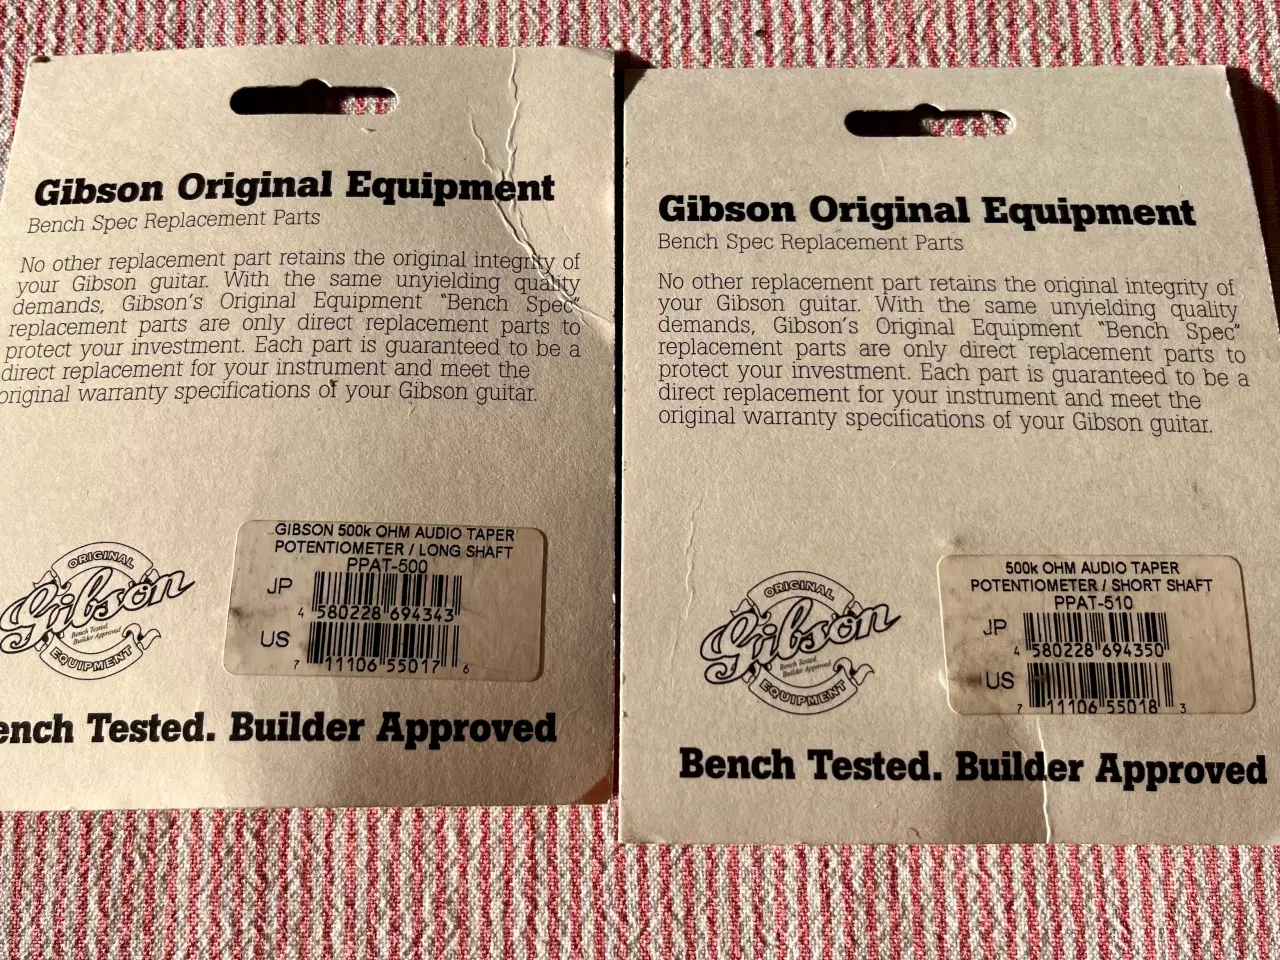 Gibson Original Equipment
Bench Spec Replacement Parts
No other replacement part retains the original integrity of
your Gibson guitar. With the same unyielding quality
demands, Gibson's Original Equipment "Bench Spec"
replacement parts are only direct replacement parts to
protect your investment. Each part is guaranteed to be a
direct replacement for your instrument and meet the
original warranty specifications of your Gibson guitar.
GIBSON 500k OHM AUDIO TAPER
POTENTIOMETER / LONG SHAFT
PPAT-500
JP
4 580228 694343
US
7 11106 55017 6
ORIGINAL
Gibson
Bench Tested.
Builder Approved
EQUIPMENT
ench Tested. Builder Approved
Gibson Original Equipment
Bench Spec Replacement Parts
No other replacement part retains the original integrity of
your Gibson guitar. With the same unyielding quality
demands, Gibson's Original Equipment "Bench Spec"
replacement parts are only direct replacement parts to
protect your investment. Each part is guaranteed to be a
direct replacement for your instrument and meet the
original warranty specifications of your Gibson guitar.
500k OHM AUDIO TAPER
POTENTIOMETER / SHORT SHAFT
PPAT-510
JP
4 580228 694350
US
7 11106 55018 3
ORIGINAL
Gibson
Bench Tested.
Builder Approved
EQUIPMENT
Bench Tested. Builder Approved